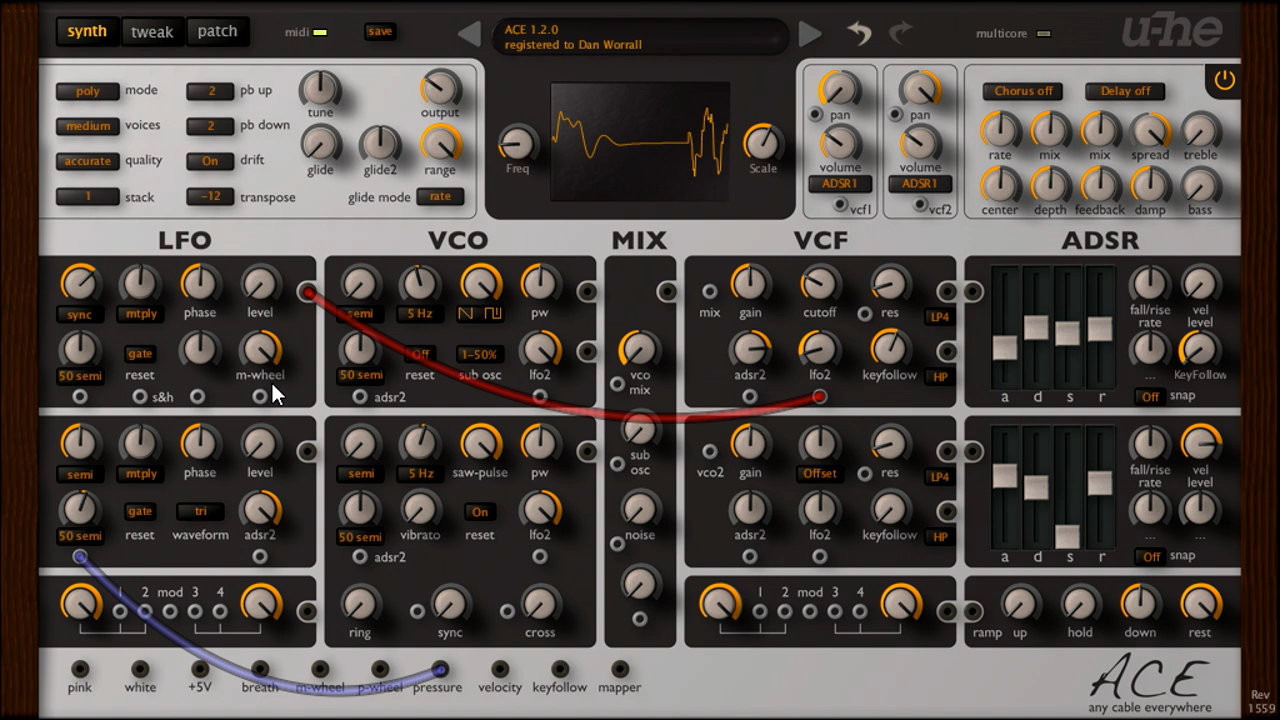 synth tweak patch midi save ACE 1.2.0 multicore u-he
registered to Dan Worrall
poly mode 2 pb up tune output pan pan Chorus off Delay off
medium voices 2 pb down rate mix mix spread treble
accurate quality On drift glide glide2 range Freq Scale volume volume
1 stack -12 transpose glide mode rate ADSR1 ADSR1 center depth feedback damp bass
vcf1 vcf2
LFO VCO MIX VCF ADSR
sync mtply phase level semi 5 Hz pw mix gain cutoff res LP4 fall/rise rate vel level
50 semi gate reset m-wheel 50 semi Off reset 1-50% sub osc lfo2 vco mix adsr2 lfo2 keyfollow HP ... KeyFollow
s&h adsr2 a d s r Off snap
semi mtply phase level semi 5 Hz saw-pulse pw sub osc vco2 gain Offset res LP4 fall/rise rate vel level
50 semi gate reset tri waveform adsr2 50 semi vibrato On reset lfo2 noise adsr2 lfo2 keyfollow HP ... ...
adsr2 a d s r Off snap
1 2 mod 3 4 ring sync cross 1 2 mod 3 4 ramp up hold down rest
pink white +5V breath m-wheel p-wheel pressure velocity keyfollow mapper ACE
any cable everywhere
Rev
1559